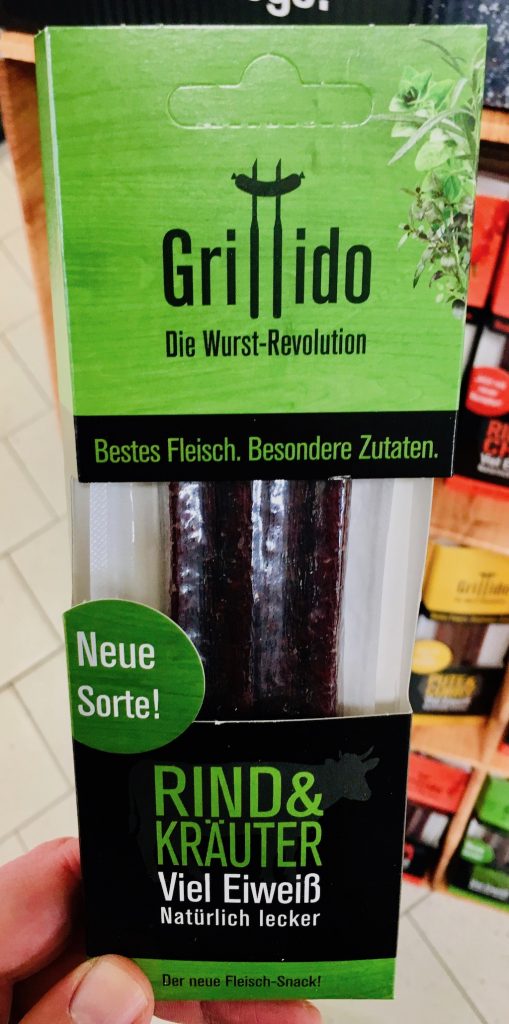 Grillido
Die Wurst-Revolution
Bestes Fleisch. Besondere Zutaten.
Neue
Sorte!
RIND&
KRÄUTER
Viel Eiweiß
Natürlich lecker
Der neue Fleisch-Snack!
Grillido